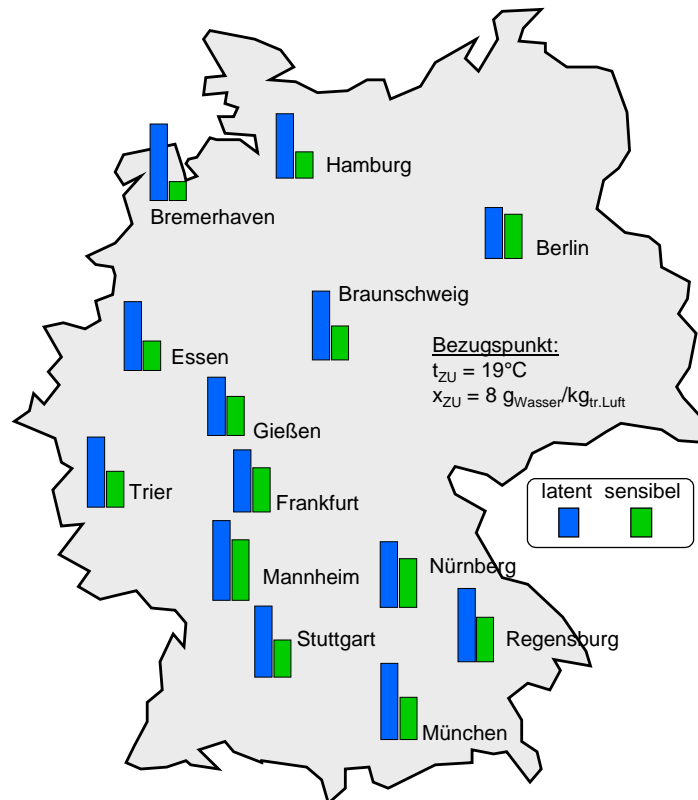 Hamburg
Bremerhaven
Berlin
Braunschweig
Essen
Bezugspunkt:
t_ZU = 19°C
x_ZU = 8 g_Wasser/kg_tr.Luft
Gießen
Trier
Frankfurt
latent sensibel
Mannheim
Nürnberg
Stuttgart
Regensburg
München